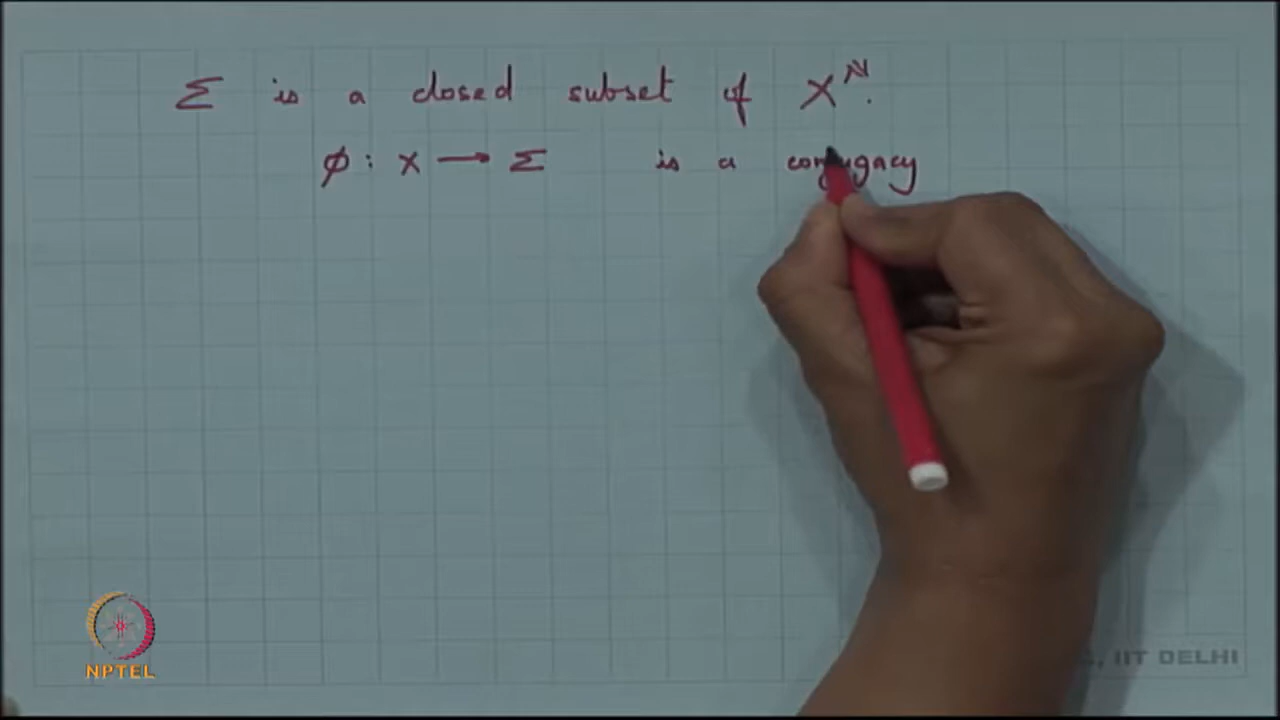 Σ is a closed subset of X^ℕ.
φ: X → Σ is a conjugacy
NPTEL
, IIT DELHI